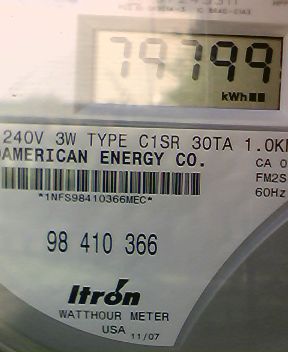 79799
kWh
240V 3W TYPE C1SR 30TA 1.0K
AMERICAN ENERGY CO.
CA 0
*1NFS98410366MEC*
FM2S
60Hz
98 410 366
Itrón
WATTHOUR METER
USA 11/07